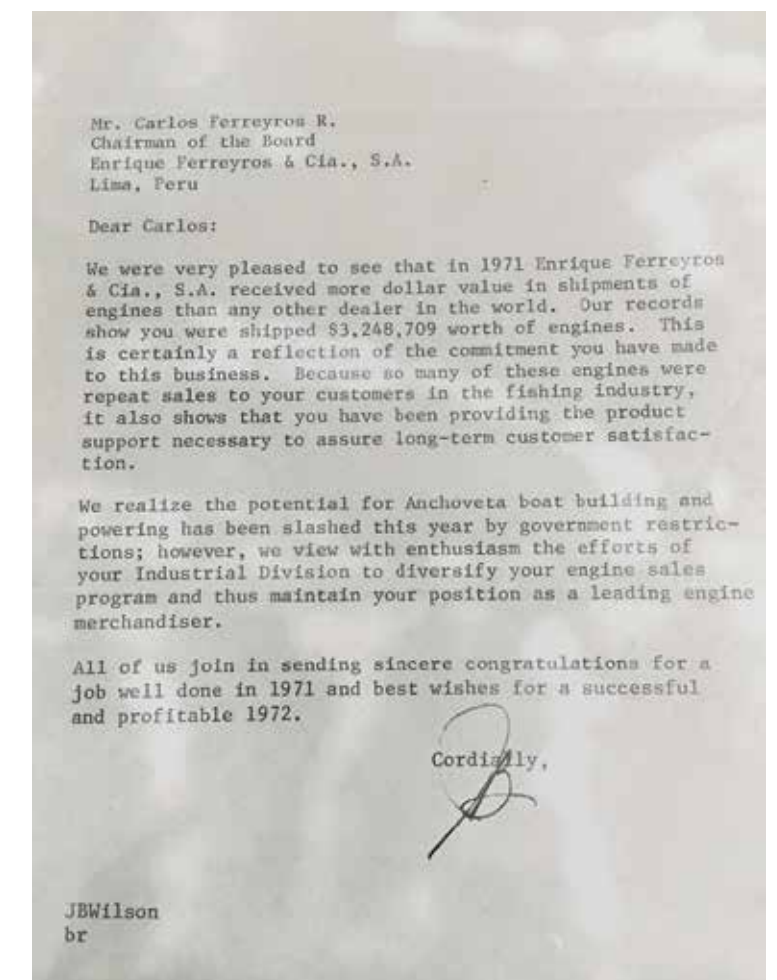 Mr. Carlos Ferreyros R.
Chairman of the Board
Enrique Ferreyros & Cia., S.A.
Lima, Peru
Dear Carlos:
We were very pleased to see that in 1971 Enrique Ferreyros
& Cia., S.A. received more dollar value in shipments of
engines than any other dealer in the world. Our records
show you were shipped $3,248,709 worth of engines. This
is certainly a reflection of the commitment you have made
to this business. Because so many of these engines were
repeat sales to your customers in the fishing industry,
it also shows that you have been providing the product
support necessary to assure long-term customer satisfac-
tion.
We realize the potential for Anchoveta boat building and
powering has been slashed this year by government restric-
tions; however, we view with enthusiasm the efforts of
your Industrial Division to diversify your engine sales
program and thus maintain your position as a leading engine
merchandiser.
All of us join in sending sincere congratulations for a
job well done in 1971 and best wishes for a successful
and profitable 1972.
Cordially,
JBWilson
br